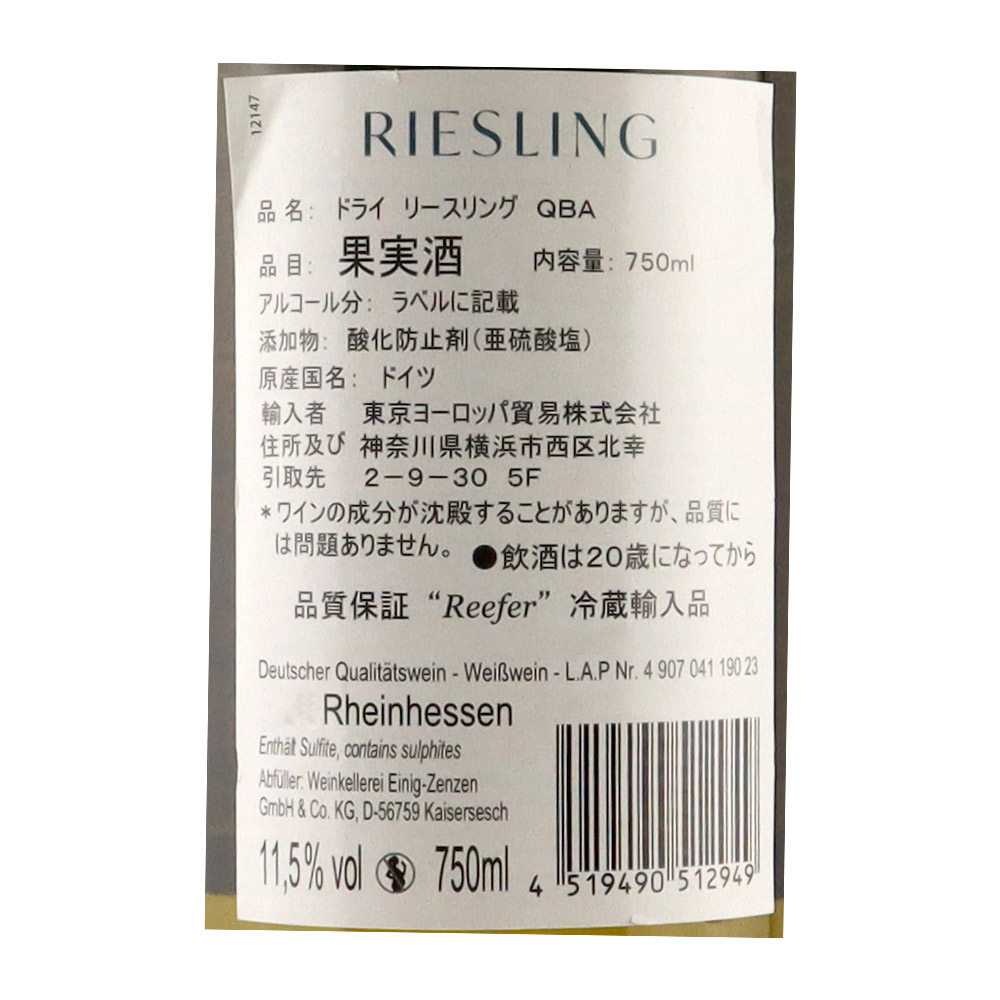 12147
RIESLING
品名: ドライ リースリング QBA
品目: 果実酒 内容量: 750ml
アルコール分: ラベルに記載
添加物: 酸化防止剤(亜硫酸塩)
原産国名: ドイツ
輸入者 東京ヨーロッパ貿易株式会社
住所及び 神奈川県横浜市西区北幸
引取先 2-9-30 5F
*ワインの成分が沈殿することがありますが、品質に
は問題ありません。 ●飲酒は20歳になってから
品質保証 “Reefer” 冷蔵輸入品
Deutscher Qualitätswein - Weißwein - L.A.P Nr. 4 907 041 190 23
Rheinhessen
Enthält Sulfite, contains sulphites
Abfüller: Weinkellerei Einig-Zenzen
GmbH & Co. KG, D-56759 Kaisersesch
11,5% vol 750ml
4 519490 512949